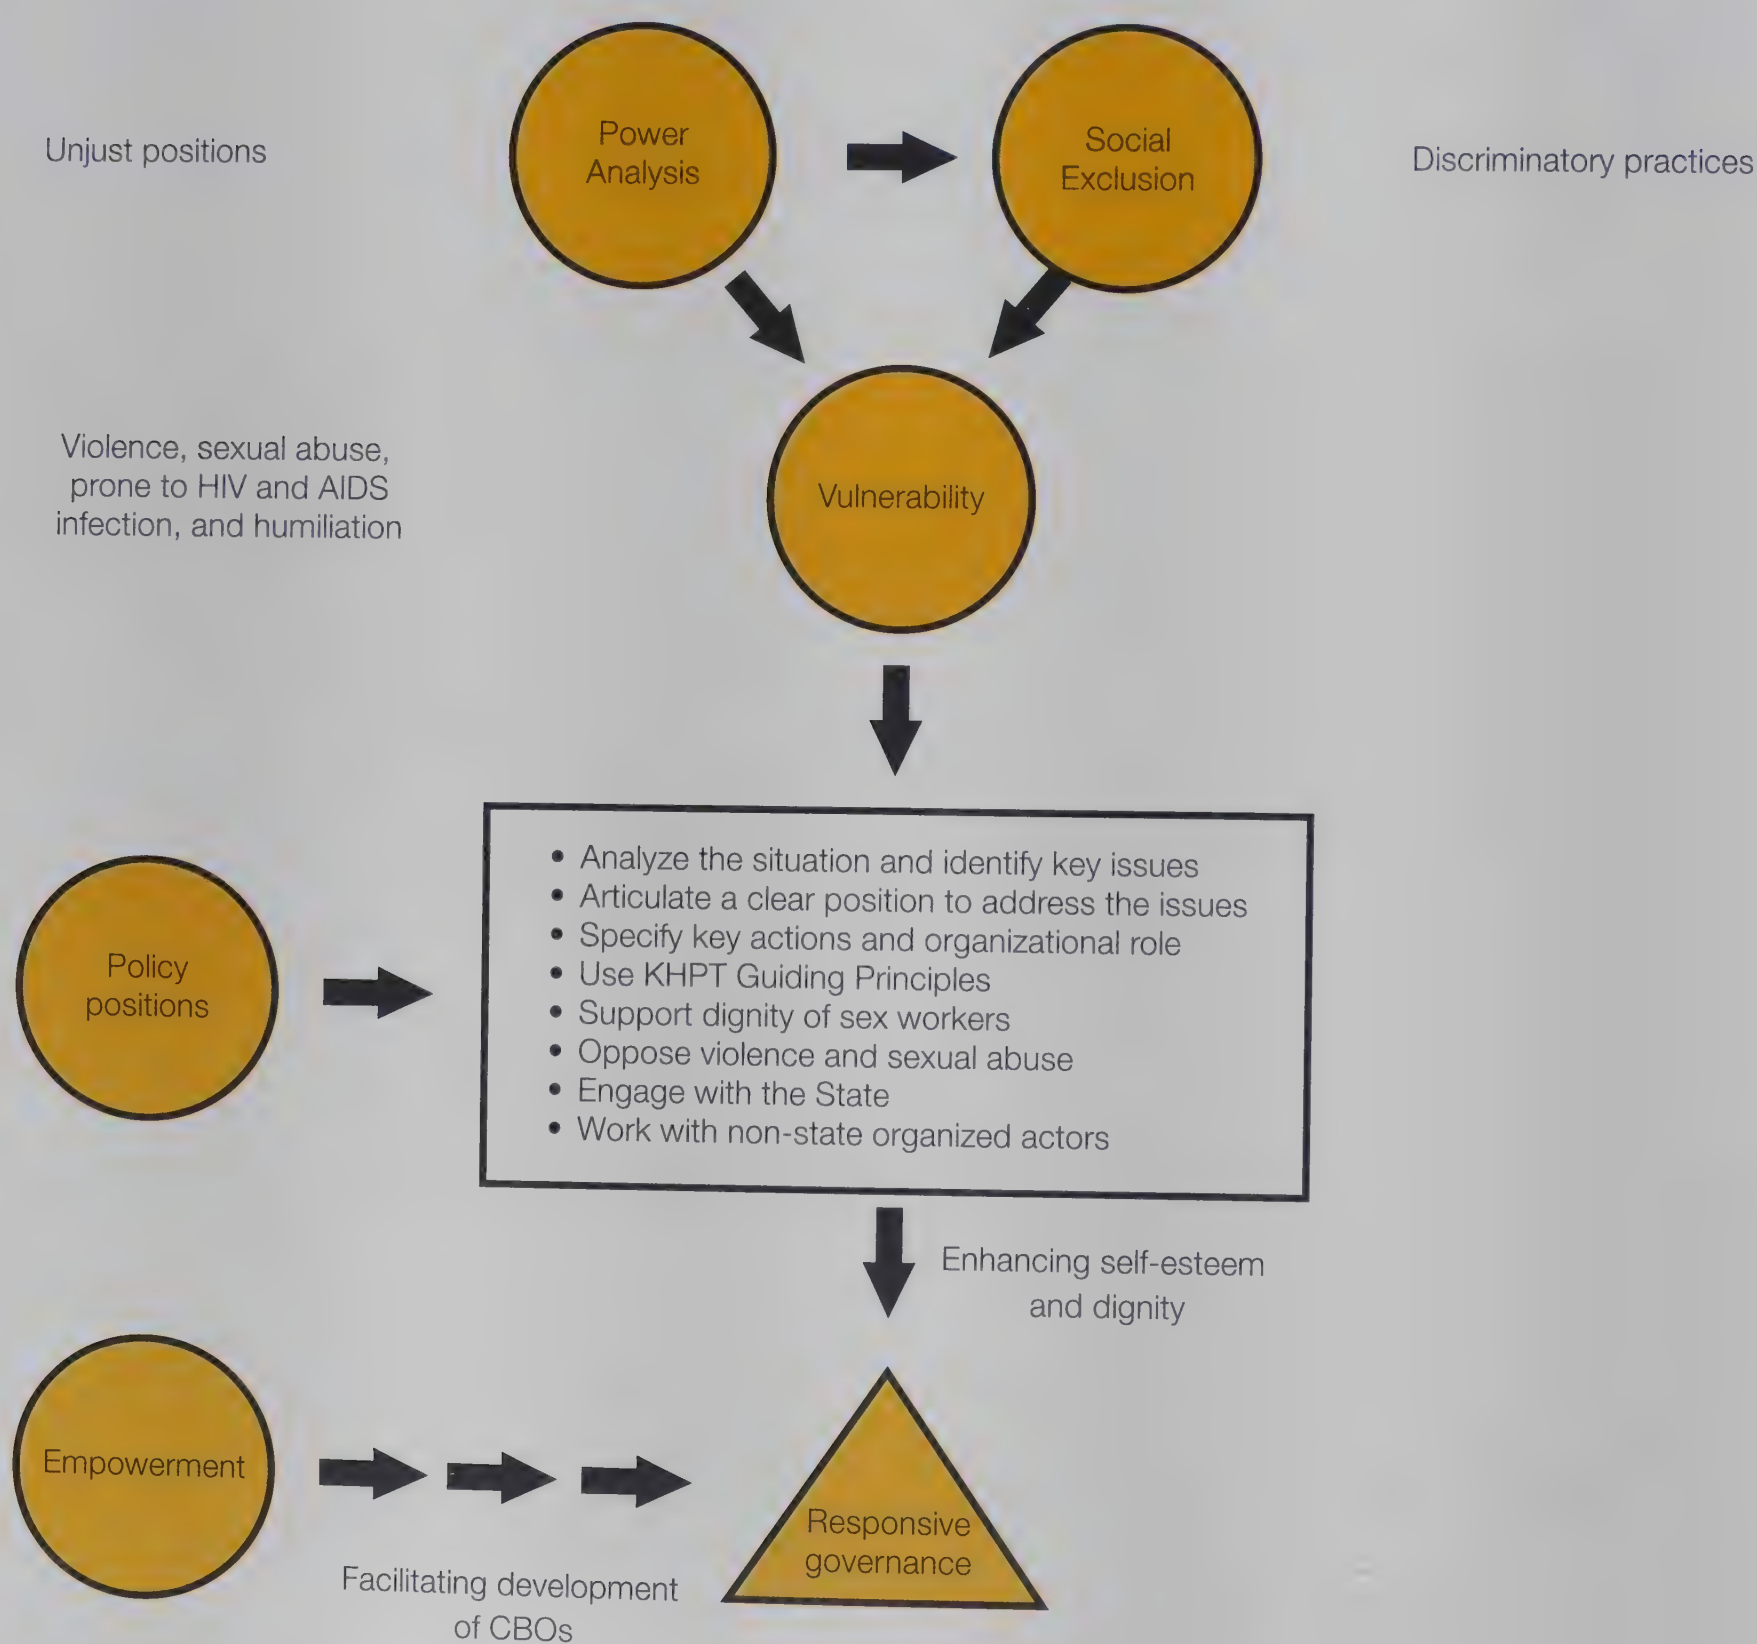 Unjust positions
Power
Analysis
Social
Exclusion
Discriminatory practices
Violence, sexual abuse,
prone to HIV and AIDS
infection, and humiliation
Vulnerability
Policy
positions
• Analyze the situation and identify key issues
• Articulate a clear position to address the issues
• Specify key actions and organizational role
• Use KHPT Guiding Principles
• Support dignity of sex workers
• Oppose violence and sexual abuse
• Engage with the State
• Work with non-state organized actors
Enhancing self-esteem
and dignity
Empowerment
Facilitating development
of CBOs
Responsive
governance